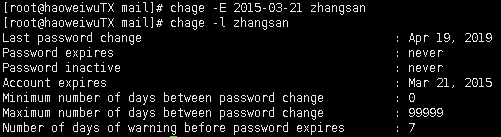 [root@haoweiwuTX mail]# chage -E 2015-03-21 zhangsan
[root@haoweiwuTX mail]# chage -l zhangsan
Last password change : Apr 19, 2019
Password expires : never
Password inactive : never
Account expires : Mar 21, 2015
Minimum number of days between password change : 0
Maximum number of days between password change : 99999
Number of days of warning before password expires : 7